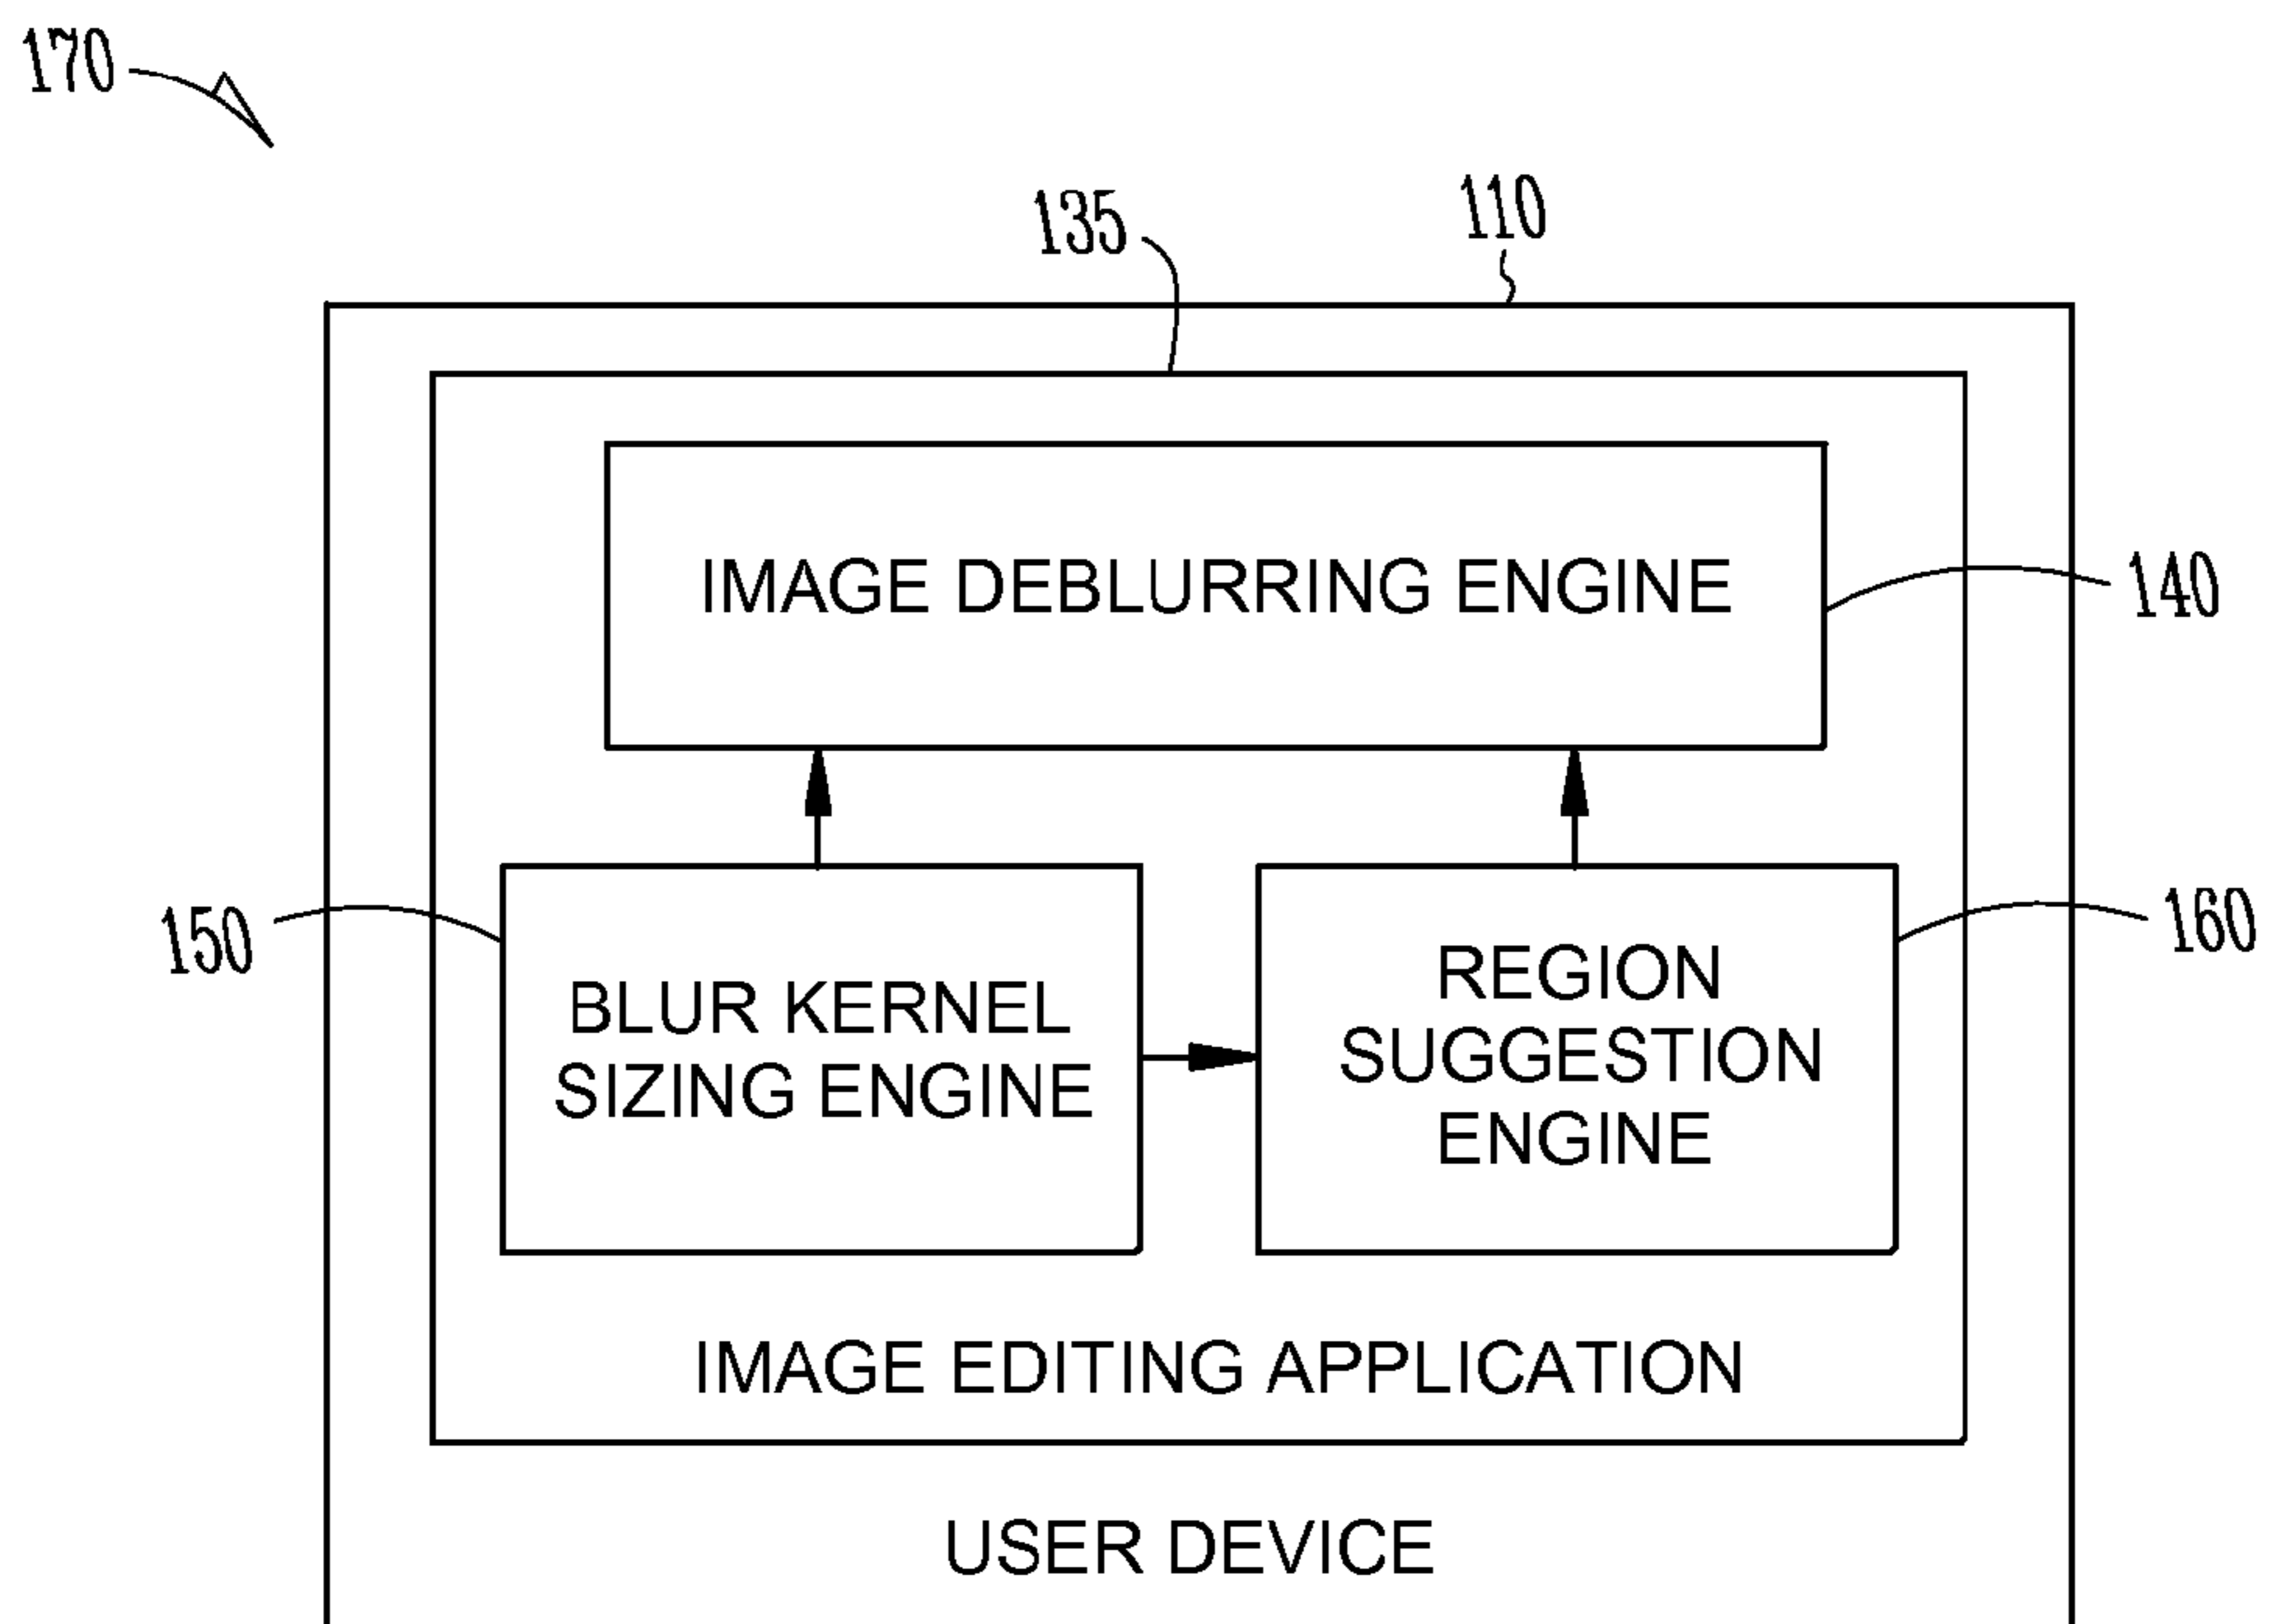 170
135
110
IMAGE DEBLURRING ENGINE
140
150
BLUR KERNEL
SIZING ENGINE
REGION
SUGGESTION
ENGINE
160
IMAGE EDITING APPLICATION
USER DEVICE